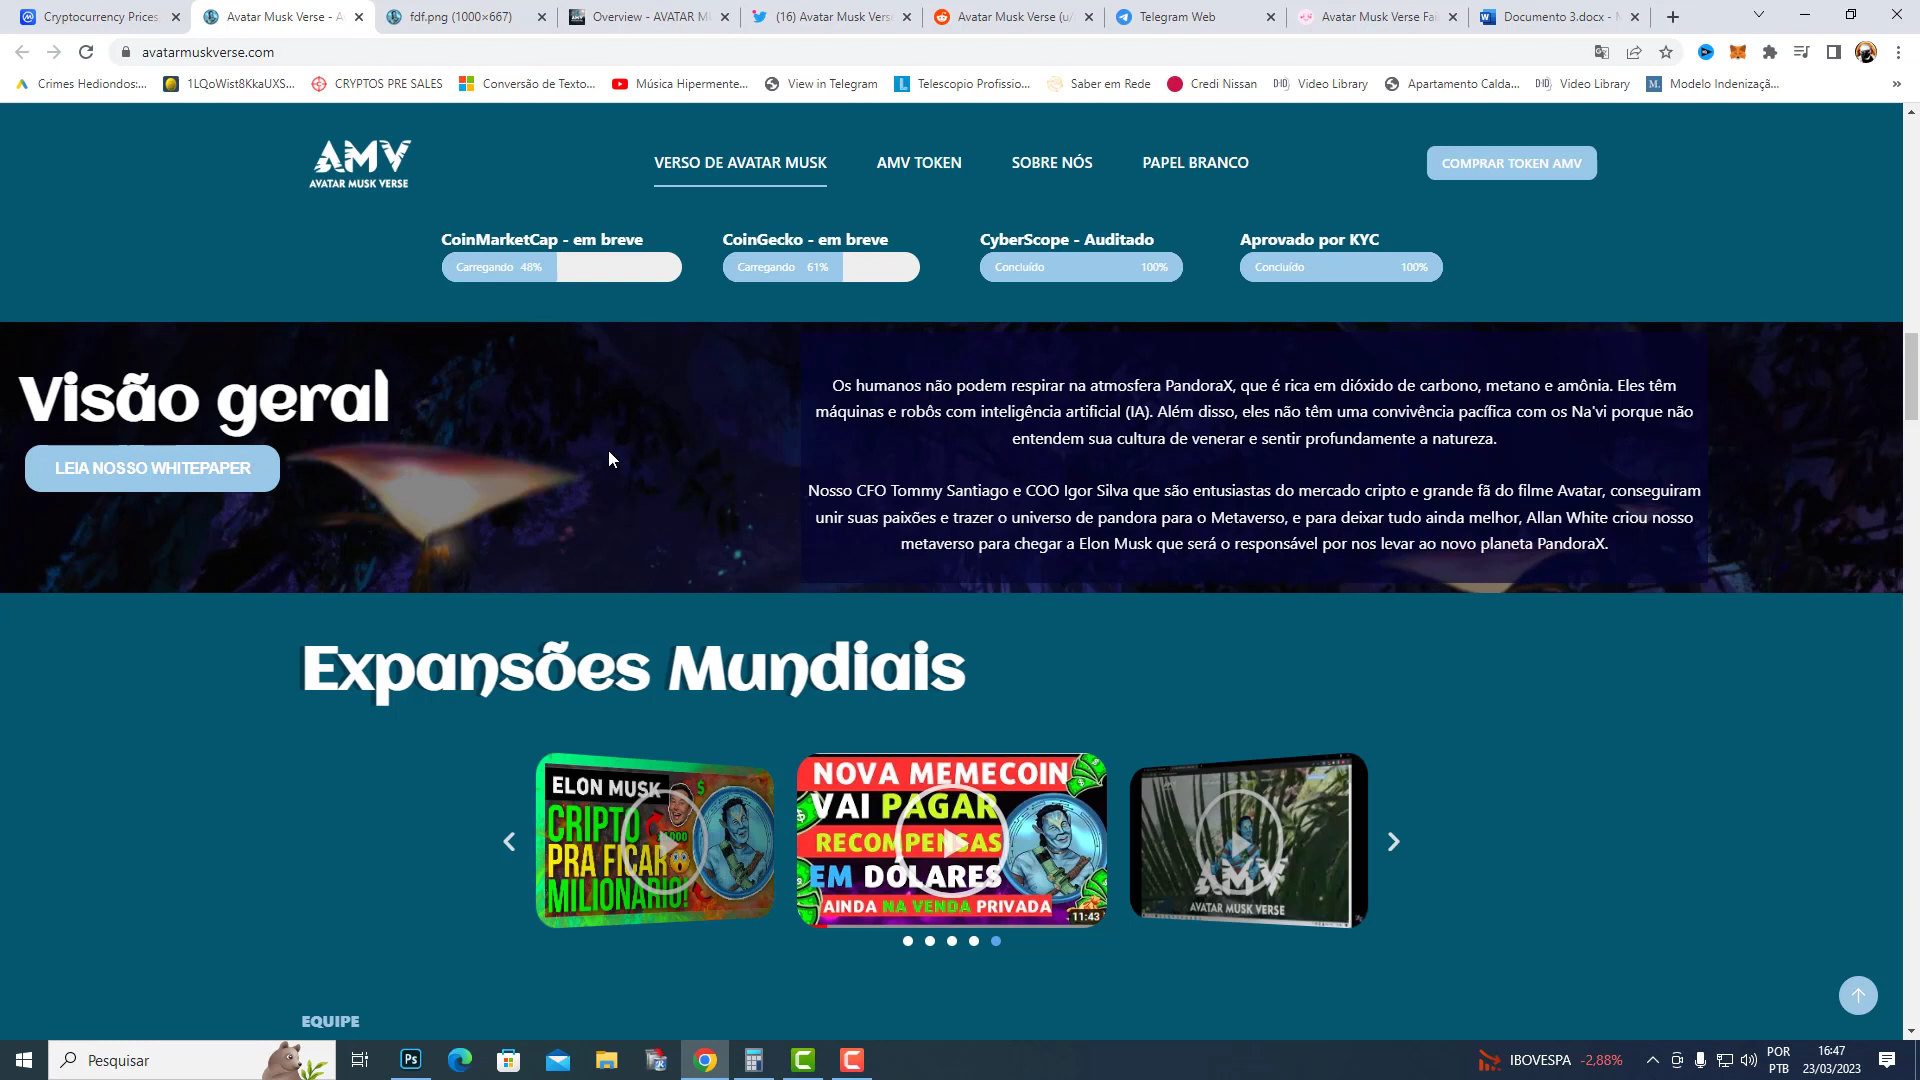 Cryptocurrency Prices,
Avatar Musk Verse - A
fdf.png (1000×667)
Overview - AVATAR M
(16) Avatar Musk Vers
Avatar Musk Verse (u/
Telegram Web
Avatar Musk Verse Fai
Documento 3.docx -
avatarmuskverse.com
Crimes Hediondos:...
1LQoWist8KkaUXS...
CRYPTOS PRE SALES
Conversão de Texto...
Música Hipermente...
View in Telegram
Telescopio Profissio...
Saber em Rede
Credi Nissan
Video Library
Apartamento Calda...
Video Library
Modelo Indenizaçã...
AMV
AVATAR MUSK VERSE
VERSO DE AVATAR MUSK
AMV TOKEN
SOBRE NÓS
PAPEL BRANCO
COMPRAR TOKEN AMV
CoinMarketCap - em breve
Carregando 48%
CoinGecko - em breve
Carregando 61%
CyberScope - Auditado
Concluído 100%
Aprovado por KYC
Concluído 100%
Visão geral
LEIA NOSSO WHITEPAPER
Os humanos não podem respirar na atmosfera PandoraX, que é rica em dióxido de carbono, metano e amônia. Eles têm
máquinas e robôs com inteligência artificial (IA). Além disso, eles não têm uma convivência pacífica com os Na'vi porque não
entendem sua cultura de venerar e sentir profundamente a natureza.
Nosso CFO Tommy Santiago e COO Igor Silva que são entusiastas do mercado cripto e grande fã do filme Avatar, conseguiram
unir suas paixões e trazer o universo de pandora para o Metaverso, e para deixar tudo ainda melhor, Allan White criou nosso
metaverso para chegar a Elon Musk que será o responsável por nos levar ao novo planeta PandoraX.
Expansões Mundiais
ELON MUSK
CRIPTO
PRA FICAR
MILIONÁRIO!
NOVA MEMECOIN
VAI PAGAR
RECOMPENSAS
EM DÓLARES
AINDA NA VENDA PRIVADA
11:43
AMV
AVATAR MUSK VERSE
EQUIPE
Pesquisar
Ps
IBOVESPA -2,88%
POR
PTB
16:47
23/03/2023